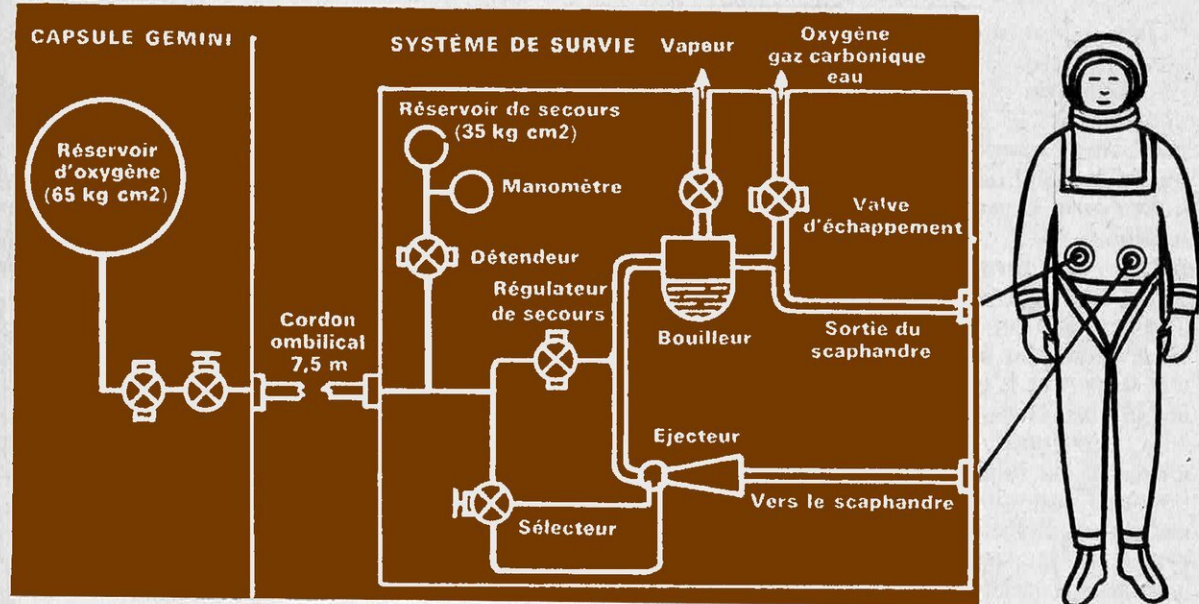 CAPSULE GEMINI
SYSTÈME DE SURVIE
Vapeur
Oxygène
gaz carbonique
eau
Réservoir
d'oxygène
(65 kg cm2)
Réservoir de secours
(35 kg cm2)
Manomètre
Détendeur
Valve
d'échappement
Régulateur
de secours
Bouilleur
Sortie du
scaphandre
Cordon
ombilical
7,5 m
Ejecteur
Sélecteur
Vers le scaphandre